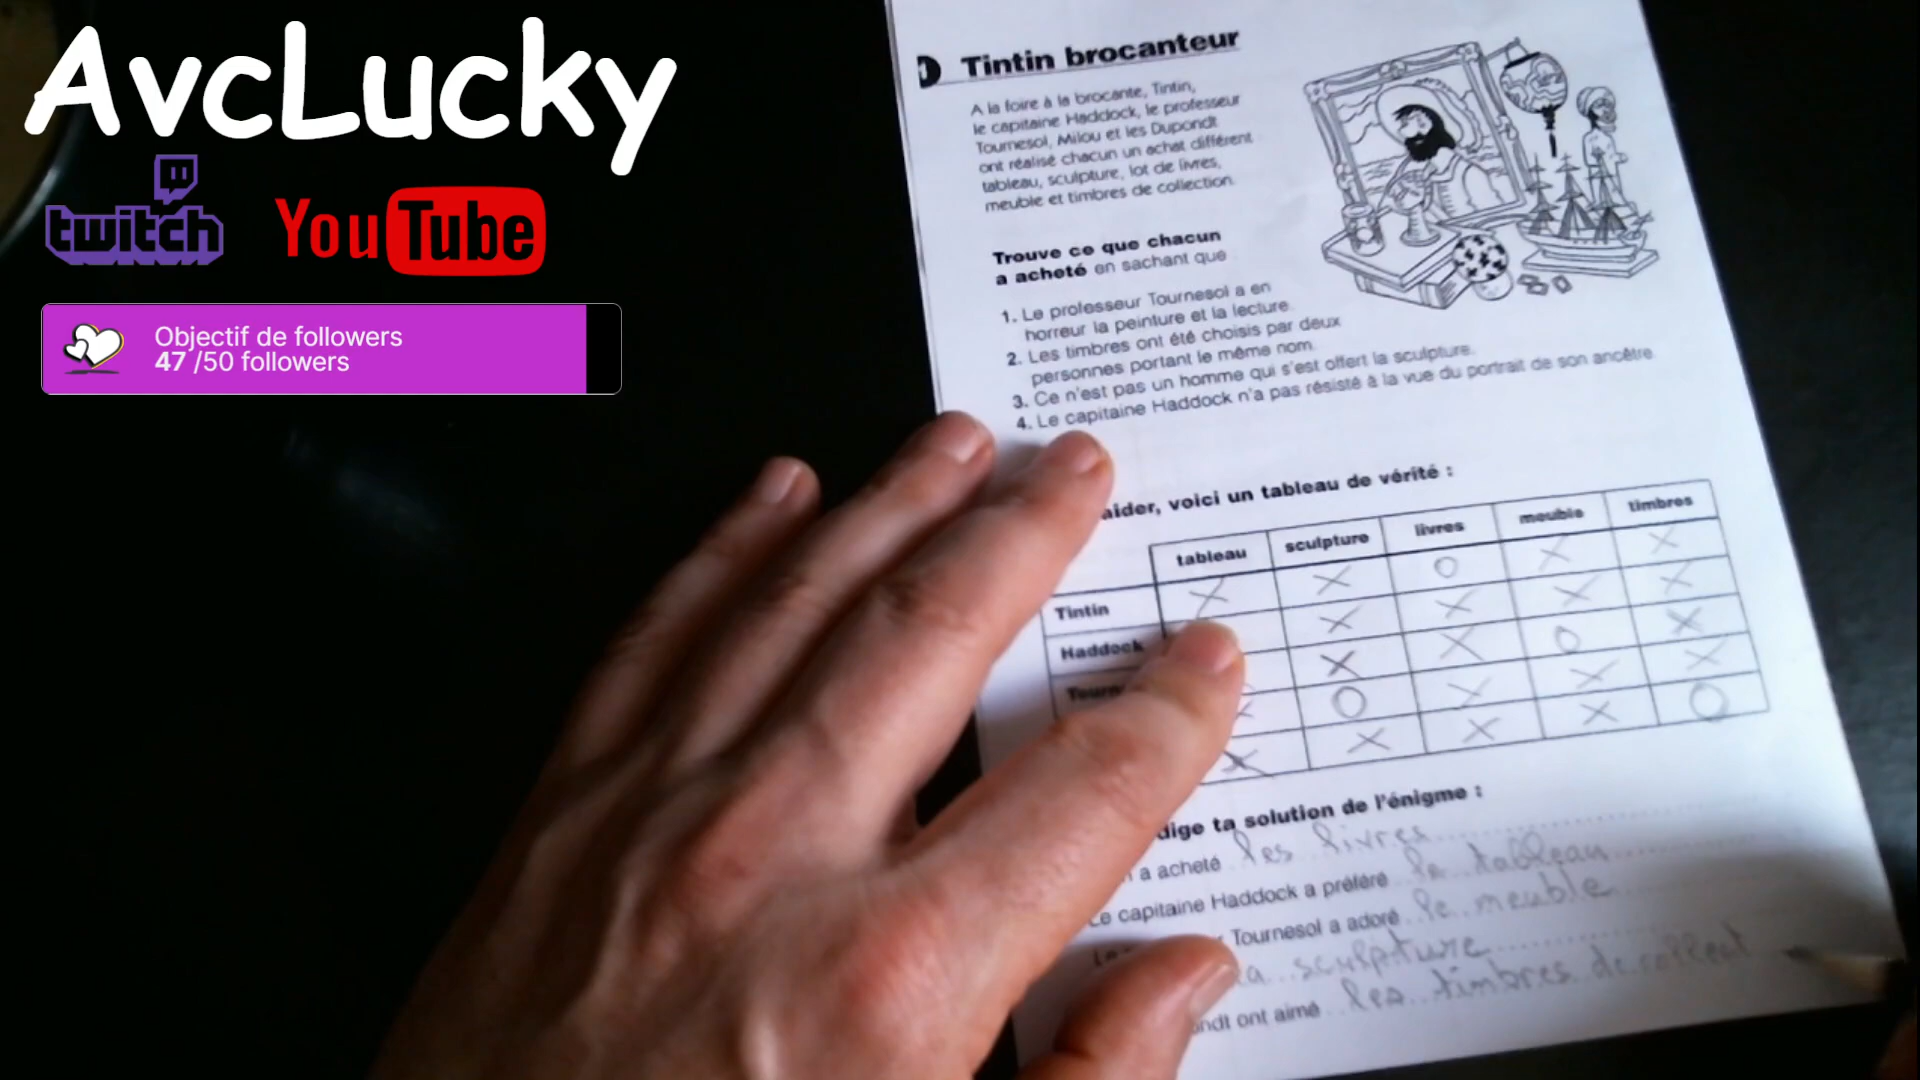 AvcLucky
twitch
YouTube
Objectif de followers
47 /50 followers
1 Tintin brocanteur
A la foire à la brocante, Tintin,
le capitaine Haddock, le professeur
Tournesol, Milou et les Dupondt
ont réalisé chacun un achat différent
tableau, sculpture, lot de livres,
meuble et timbres de collection.
Trouve ce que chacun
a acheté en sachant que
1. Le professeur Tournesol a en
horreur la peinture et la lecture.
2. Les timbres ont été choisis par deux
personnes portant le même nom.
3. Ce n'est pas un homme qui s'est offert la sculpture.
4. Le capitaine Haddock n'a pas résisté à la vue du portrait de son ancêtre.
aider, voici un tableau de vérité :
tableau sculpture livres meuble timbres
Tintin X X O X X
Haddock X X X X
Tourn X X O X
X O X X X
X X X X O
dige ta solution de l'énigme :
a acheté les livres
Le capitaine Haddock a préféré le tableau
Tournesol a adoré le meuble
la sculpture
ndt ont aimé les timbres de collect